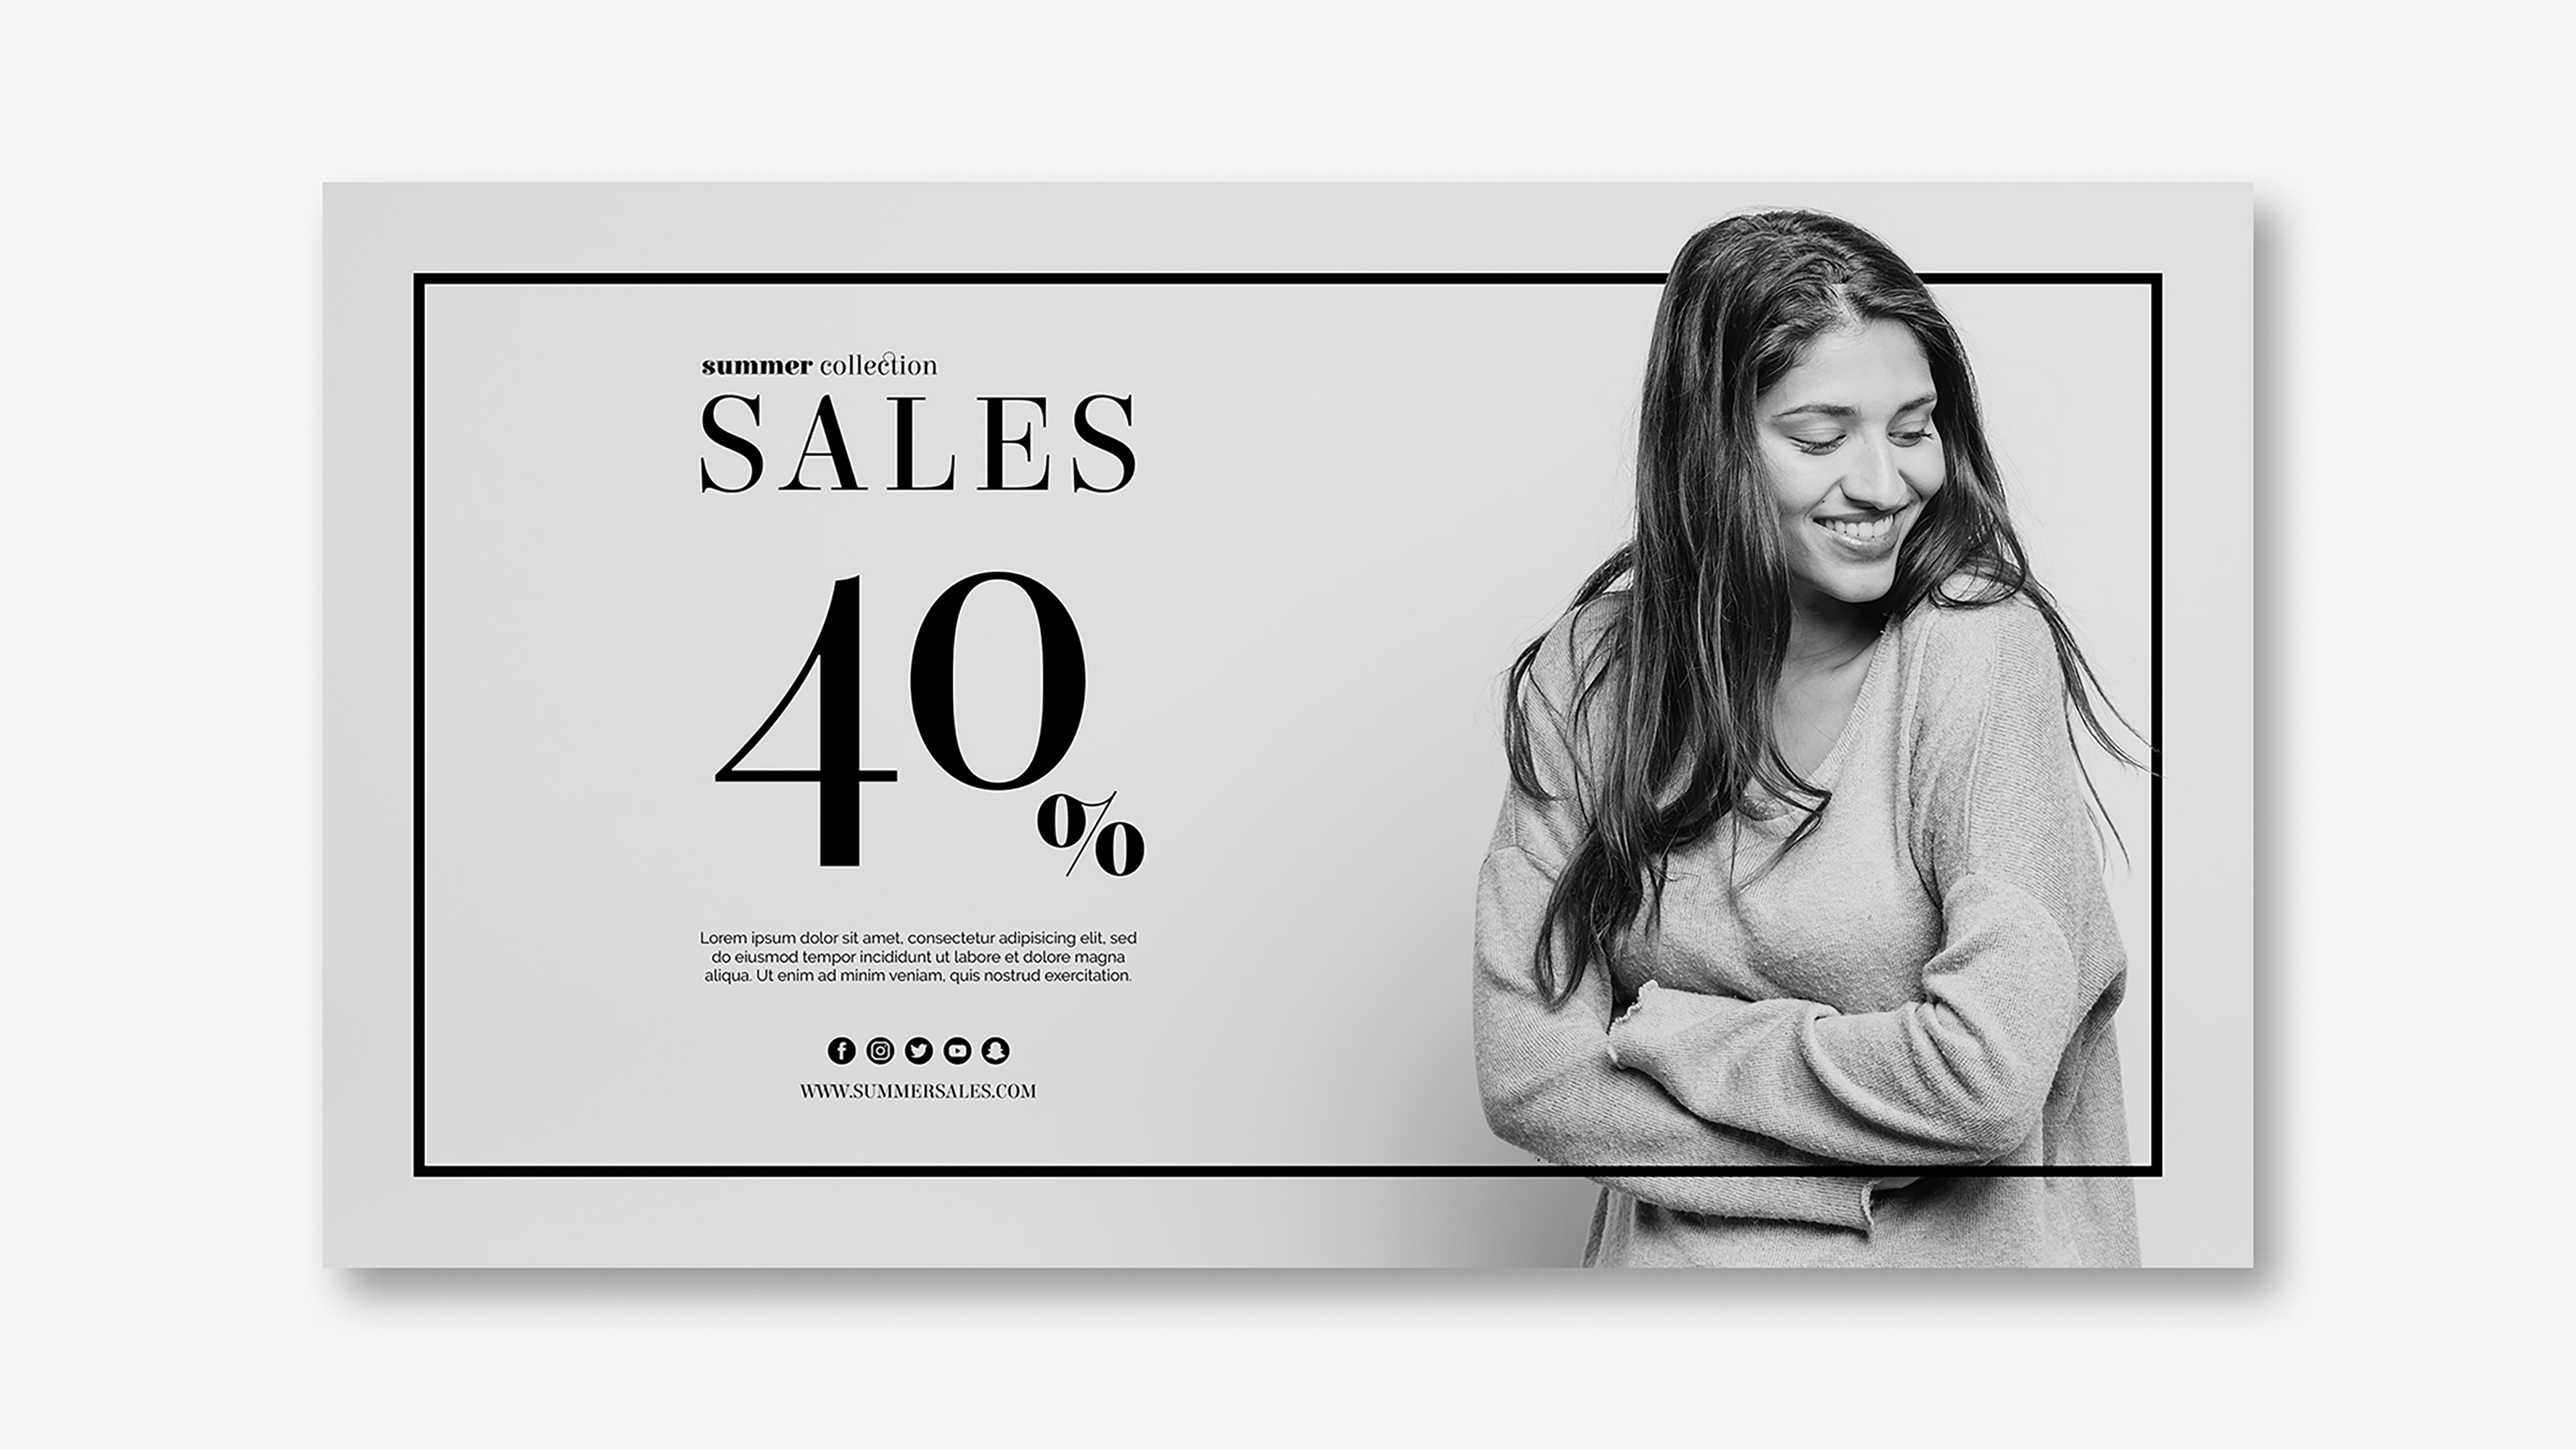 summer collection
SALES
40%
Lorem ipsum dolor sit amet, consectetur adipisicing elit, sed
do eiusmod tempor incididunt ut labore et dolore magna
aliqua. Ut enim ad minim veniam, quis nostrud exercitation.
WWW.SUMMERSALES.COM